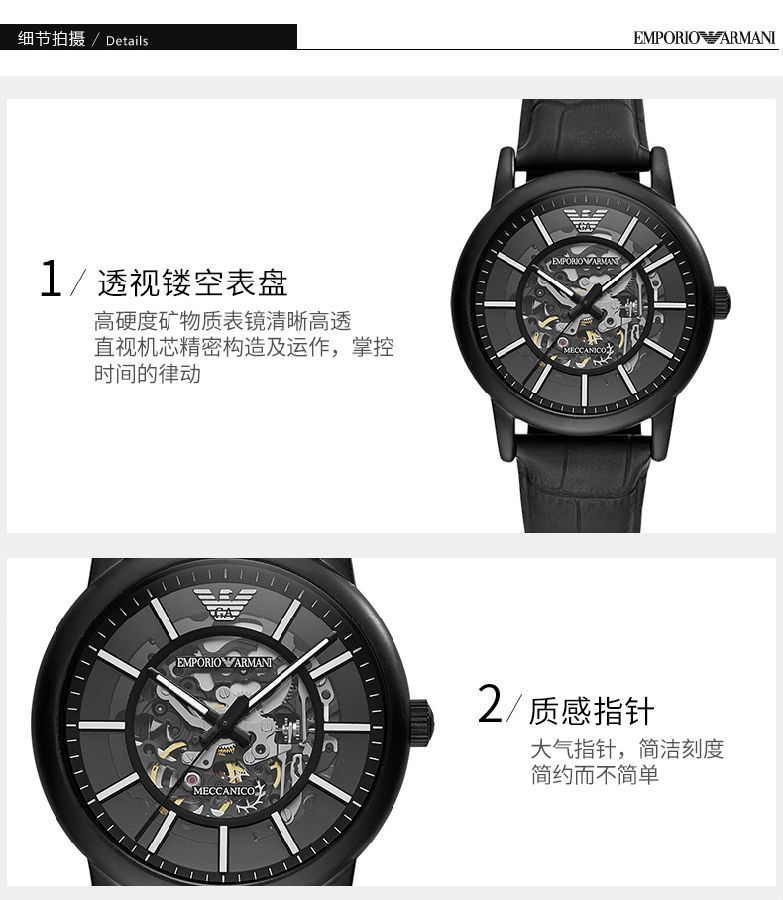 细节拍摄 / Details
EMPORIO ARMANI
1/ 透视镂空表盘
高硬度矿物质表镜清晰高透
直视机芯精密构造及运作，掌控
时间的律动
GA
EMPORIO ARMANI
MECCANICO
GA
EMPORIO ARMANI
MECCANICO
2/ 质感指针
大气指针，简洁刻度
简约而不简单